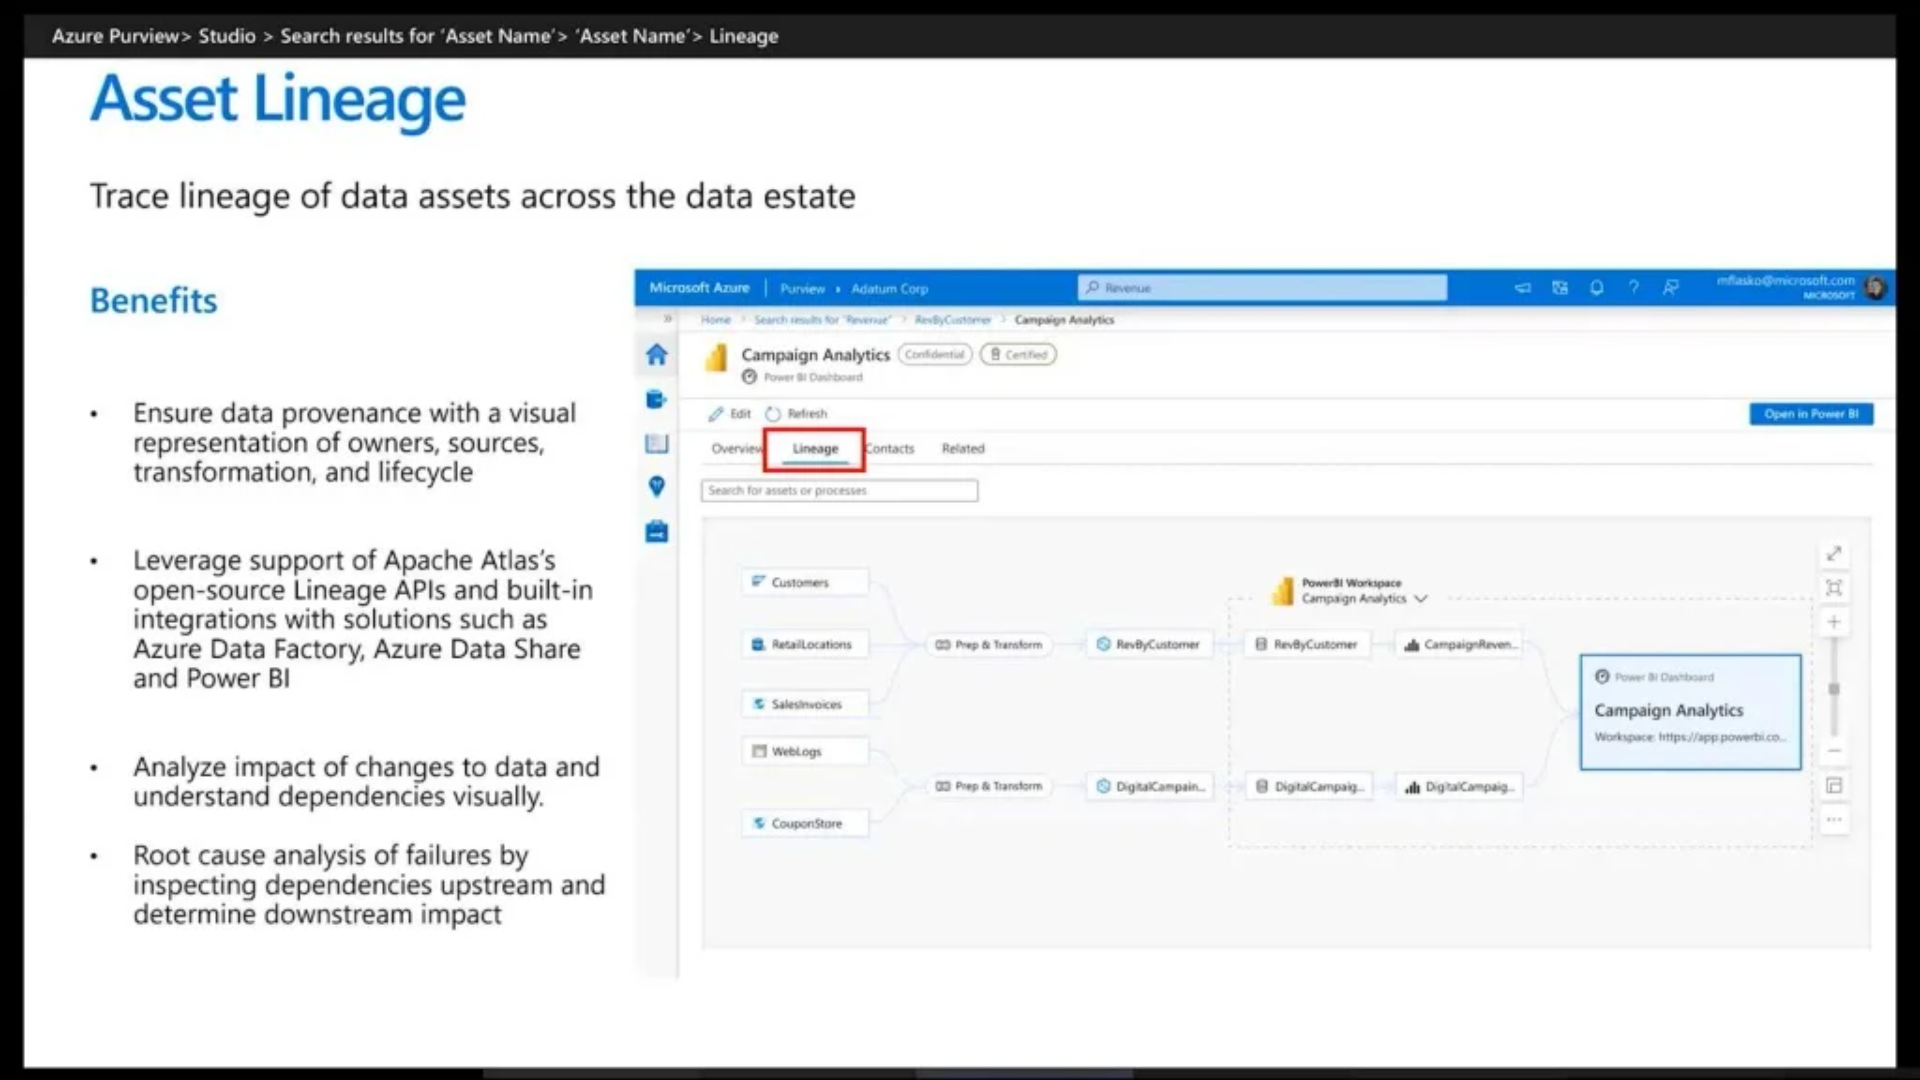 Azure Purview> Studio > Search results for ‘Asset Name’> ‘Asset Name’> Lineage
Asset Lineage
Trace lineage of data assets across the data estate
Benefits
• Ensure data provenance with a visual
representation of owners, sources,
transformation, and lifecycle
• Leverage support of Apache Atlas’s
open-source Lineage APIs and built-in
integrations with solutions such as
Azure Data Factory, Azure Data Share
and Power BI
• Analyze impact of changes to data and
understand dependencies visually.
• Root cause analysis of failures by
inspecting dependencies upstream and
determine downstream impact
Microsoft Azure | Purview Adatum Corp
Revenue
mflasko@microsoft.com
MICROSOFT
Home > Search results for "Revenue" > RevByCustomer > Campaign Analytics
Campaign Analytics Confidential Certified
Power BI Dashboard
Edit Refresh
Open in Power BI
Overview Lineage Contacts Related
Search for assets or processes
Customers
RetailLocations
SalesInvoices
WebLogs
CouponStore
Prep & Transform
RevByCustomer
Prep & Transform
DigitalCampain...
PowerBI Workspace
Campaign Analytics
RevByCustomer
CampaignReven...
DigitalCampaig...
DigitalCampaig...
Power BI Dashboard
Campaign Analytics
Workspace: https://app.powerbi.co...